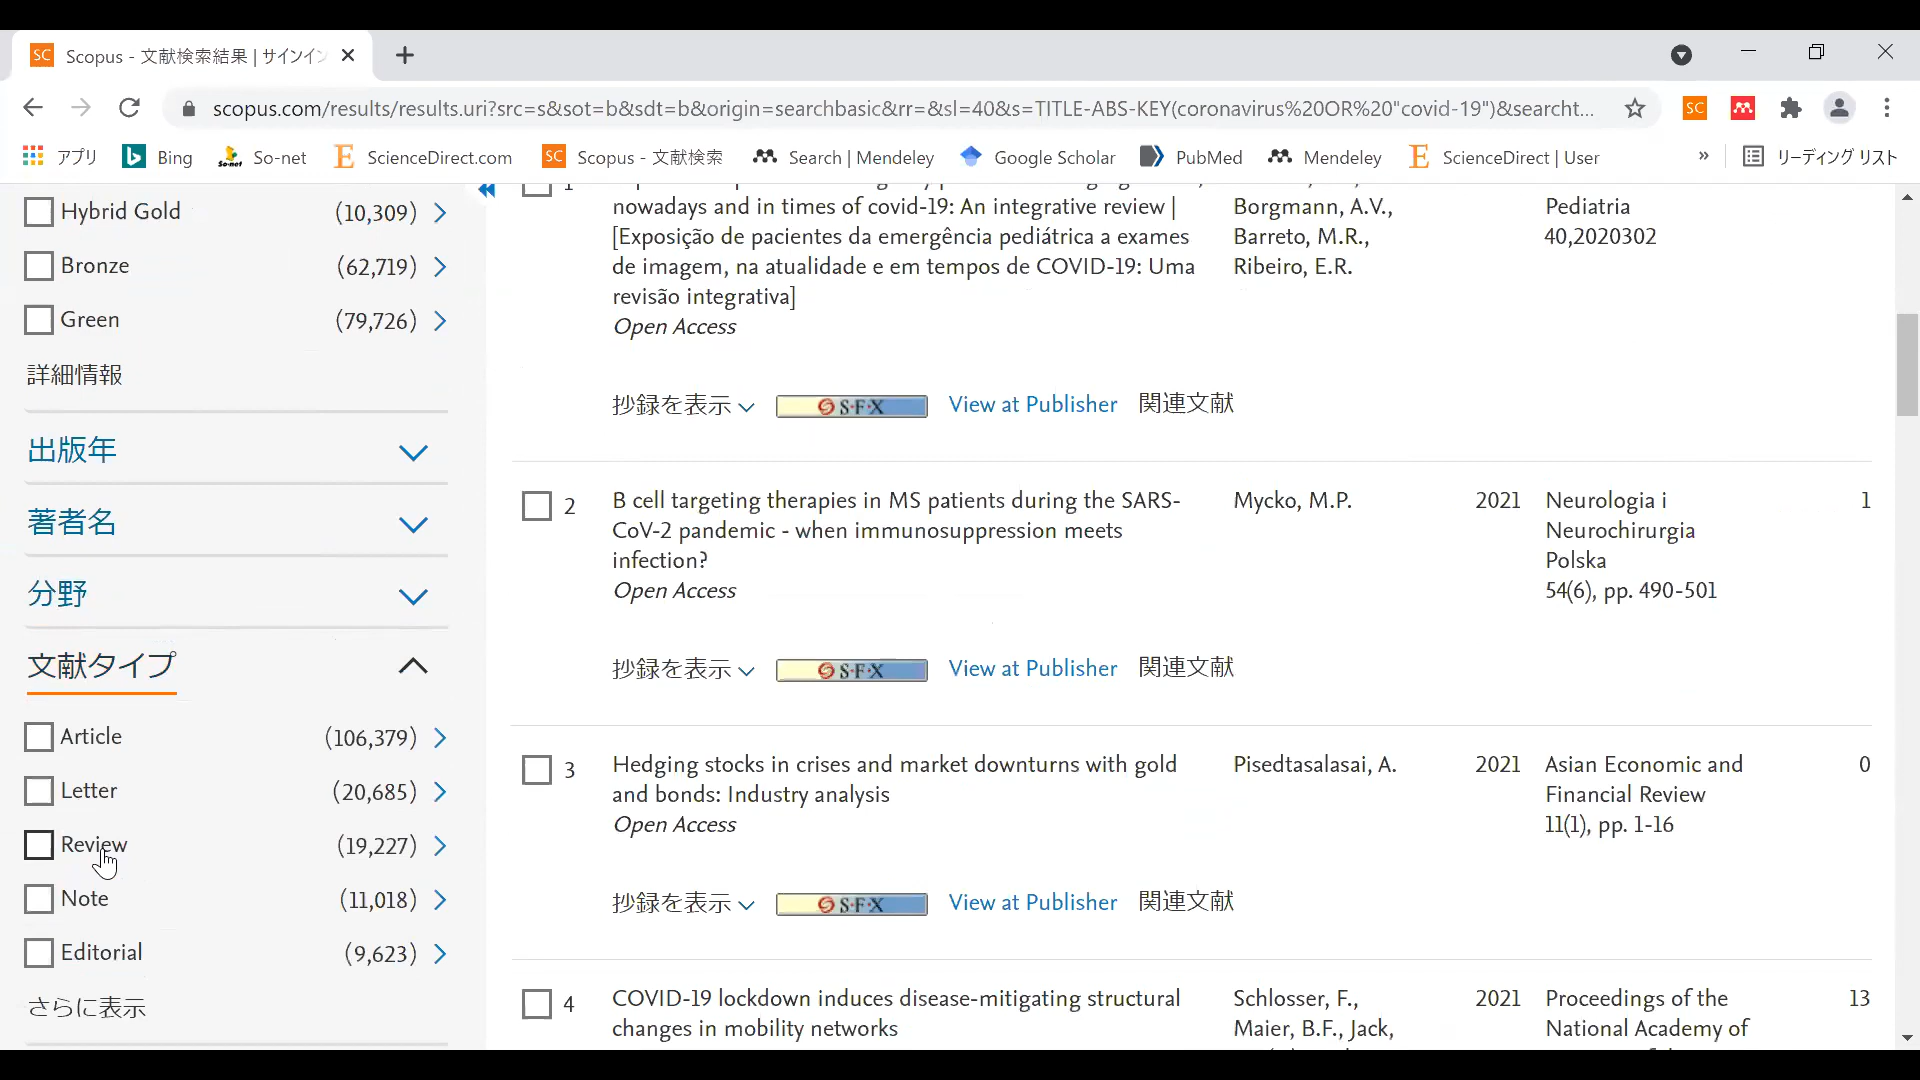 SC Scopus - 文献検索結果 | サインイン
scopus.com/results/results.uri?src=s&sot=b&sdt=b&origin=searchbasic&rr=&sl=40&s=TITLE-ABS-KEY(coronavirus%20OR%20"covid-19")&searcht...
SC
アプリ
Bing
So-net
ScienceDirect.com
SC Scopus - 文献検索
Search | Mendeley
Google Scholar
PubMed
Mendeley
ScienceDirect | User
»
リーディング リスト
Hybrid Gold (10,309)
Bronze (62,719)
Green (79,726)
詳細情報
出版年
著者名
分野
文献タイプ
Article (106,379)
Letter (20,685)
Review (19,227)
Note (11,018)
Editorial (9,623)
さらに表示
nowadays and in times of covid-19: An integrative review |
[Exposição de pacientes da emergência pediátrica a exames
de imagem, na atualidade e em tempos de COVID-19: Uma
revisão integrativa]
Open Access
Borgmann, A.V.,
Barreto, M.R.,
Ribeiro, E.R.
Pediatria
40,2020302
抄録を表示 S·F·X View at Publisher 関連文献
2
B cell targeting therapies in MS patients during the SARS-
CoV-2 pandemic - when immunosuppression meets
infection?
Open Access
Mycko, M.P.
2021
Neurologia i
Neurochirurgia
Polska
54(6), pp. 490-501
1
抄録を表示 S·F·X View at Publisher 関連文献
3
Hedging stocks in crises and market downturns with gold
and bonds: Industry analysis
Open Access
Pisedtasalasai, A.
2021
Asian Economic and
Financial Review
11(1), pp. 1-16
0
抄録を表示 S·F·X View at Publisher 関連文献
4
COVID-19 lockdown induces disease-mitigating structural
changes in mobility networks
Schlosser, F.,
Maier, B.F., Jack,
2021
Proceedings of the
National Academy of
13